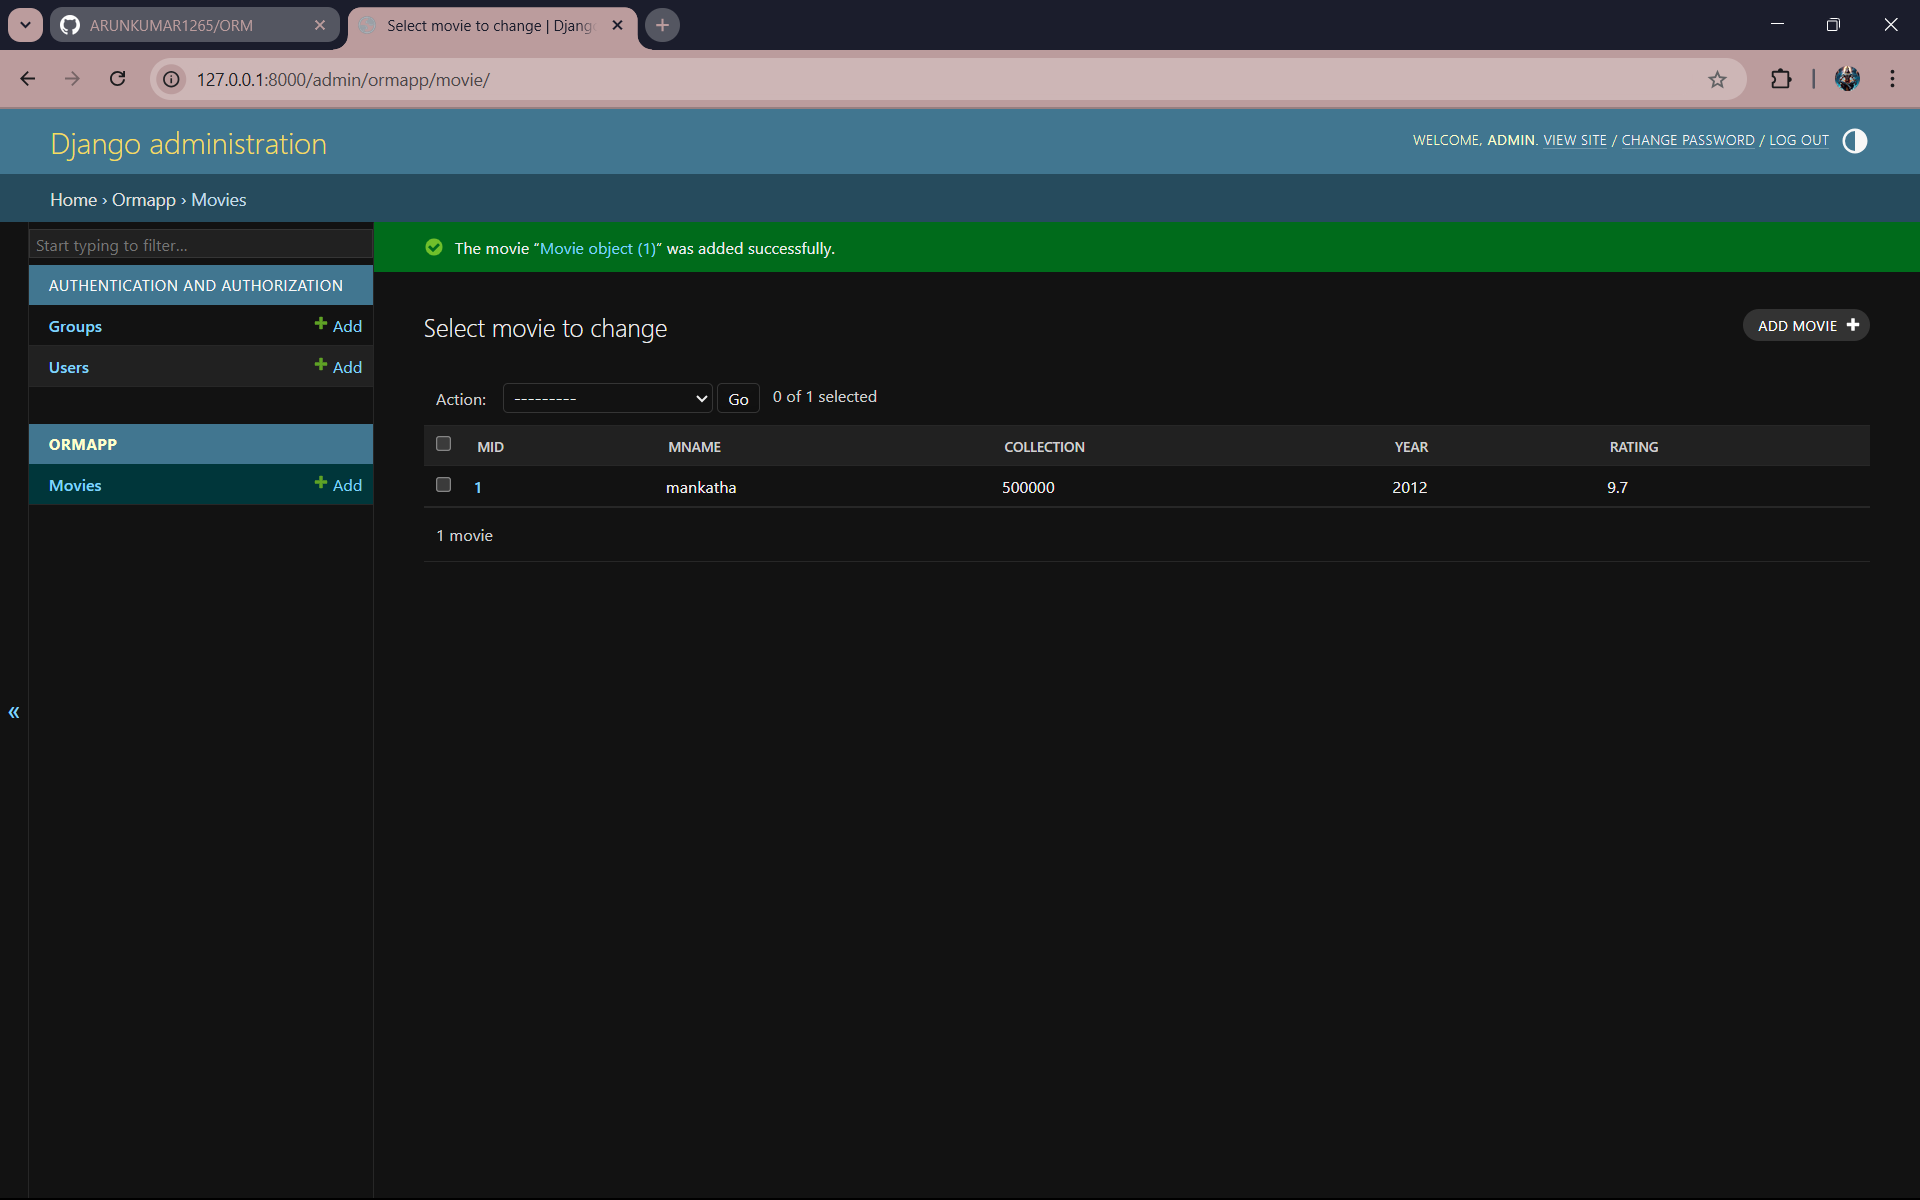 ARUNKUMAR1265/ORM
Select movie to change | Djang
127.0.0.1:8000/admin/ormapp/movie/
Django administration
WELCOME, ADMIN. VIEW SITE / CHANGE PASSWORD / LOG OUT
Home › Ormapp › Movies
Start typing to filter...
AUTHENTICATION AND AUTHORIZATION
Groups + Add
Users + Add
ORMAPP
Movies + Add
«
The movie “Movie object (1)” was added successfully.
Select movie to change
ADD MOVIE +
Action: --------- Go 0 of 1 selected
MID MNAME COLLECTION YEAR RATING
1 mankatha 500000 2012 9.7
1 movie